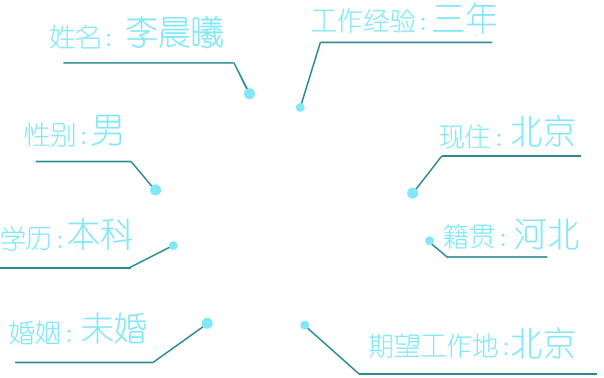 姓名：李晨曦
工作经验：三年
性别：男
现住：北京
学历：本科
籍贯：河北
婚姻：未婚
期望工作地：北京